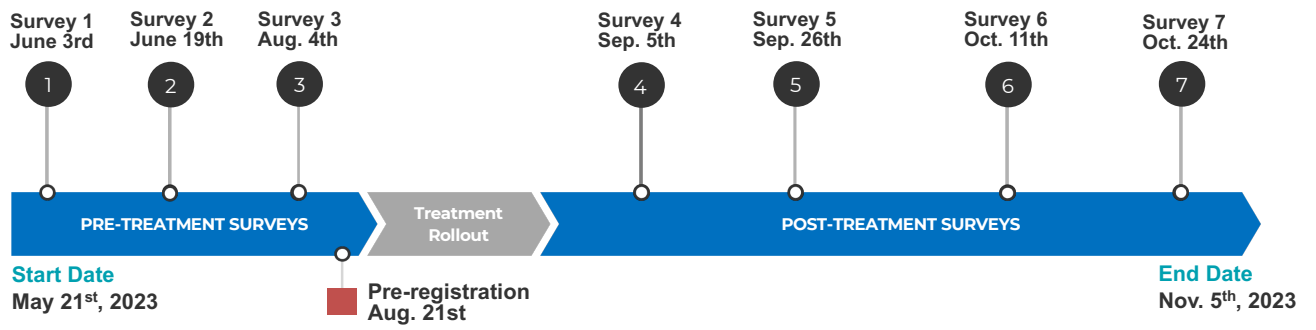 Survey 1
June 3rd
Survey 2
June 19th
Survey 3
Aug. 4th
Survey 4
Sep. 5th
Survey 5
Sep. 26th
Survey 6
Oct. 11th
Survey 7
Oct. 24th
1
2
3
4
5
6
7
PRE-TREATMENT SURVEYS
Treatment
Rollout
POST-TREATMENT SURVEYS
Start Date
May 21st, 2023
Pre-registration
Aug. 21st
End Date
Nov. 5th, 2023